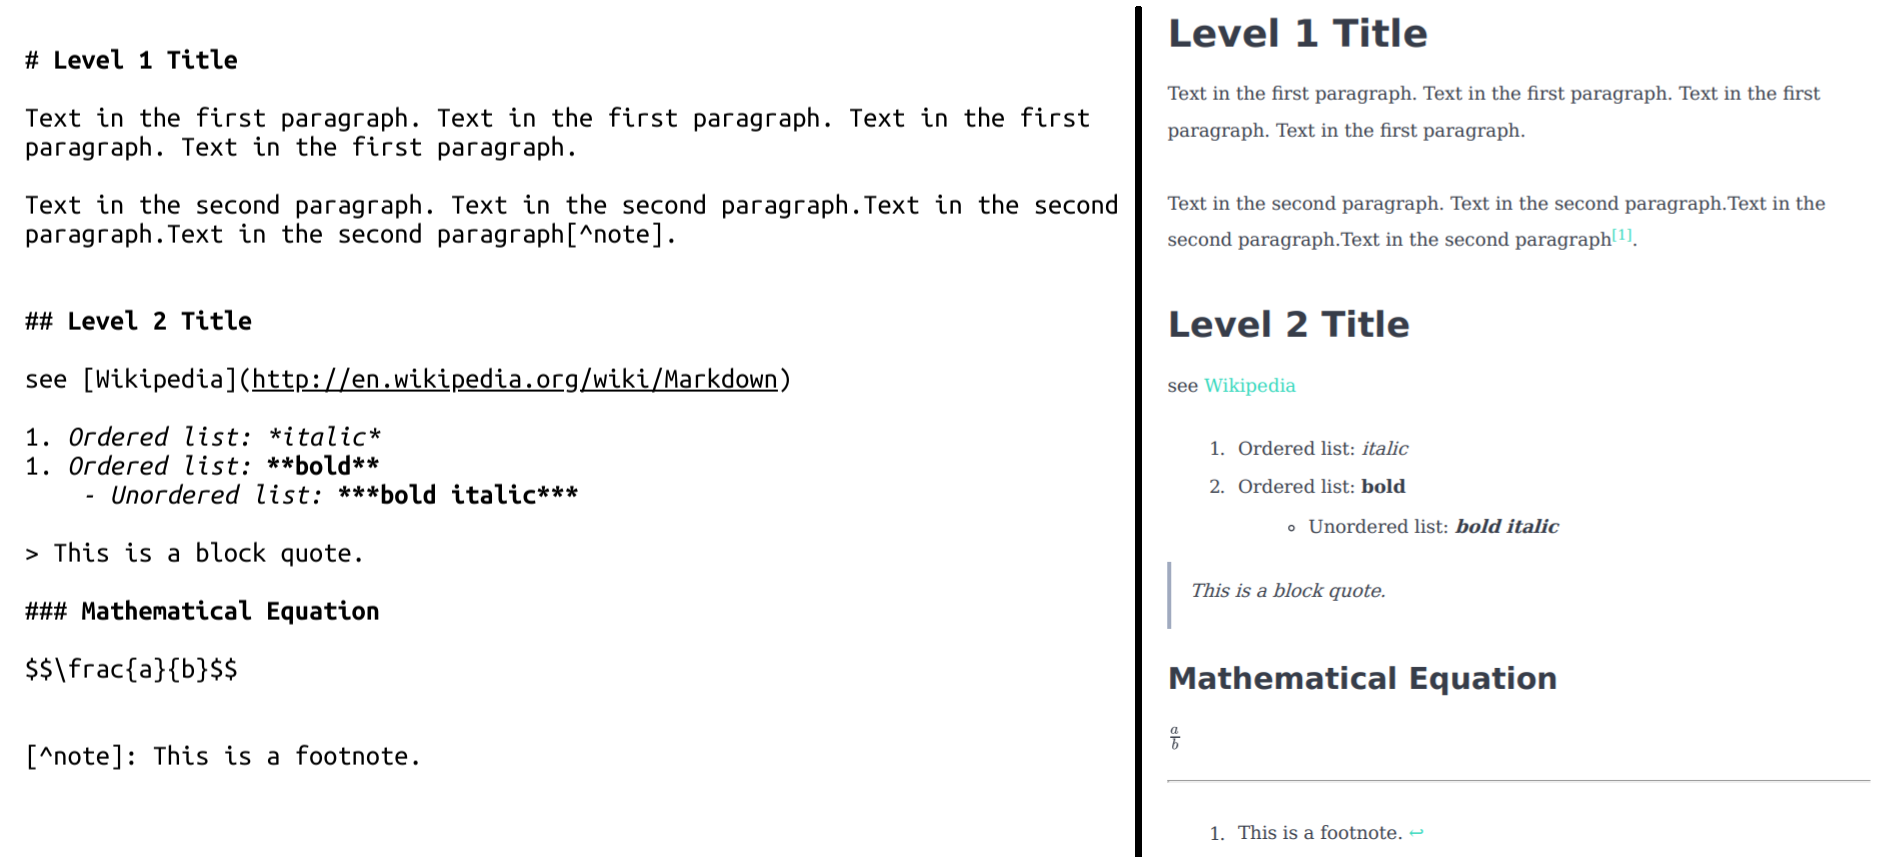 # Level 1 Title
Text in the first paragraph. Text in the first paragraph. Text in the first
paragraph. Text in the first paragraph.
Text in the second paragraph. Text in the second paragraph.Text in the second
paragraph.Text in the second paragraph[^note].
## Level 2 Title
see [Wikipedia](http://en.wikipedia.org/wiki/Markdown)
1. Ordered list: *italic*
1. Ordered list: **bold**
    - Unordered list: ***bold italic***
> This is a block quote.
### Mathematical Equation
$$\frac{a}{b}$$
[^note]: This is a footnote.
Level 1 Title
Text in the first paragraph. Text in the first paragraph. Text in the first
paragraph. Text in the first paragraph.
Text in the second paragraph. Text in the second paragraph.Text in the
second paragraph.Text in the second paragraph[1].
Level 2 Title
see Wikipedia
1. Ordered list: italic
2. Ordered list: bold
◦ Unordered list: bold italic
This is a block quote.
Mathematical Equation
a
b
1. This is a footnote. ↩